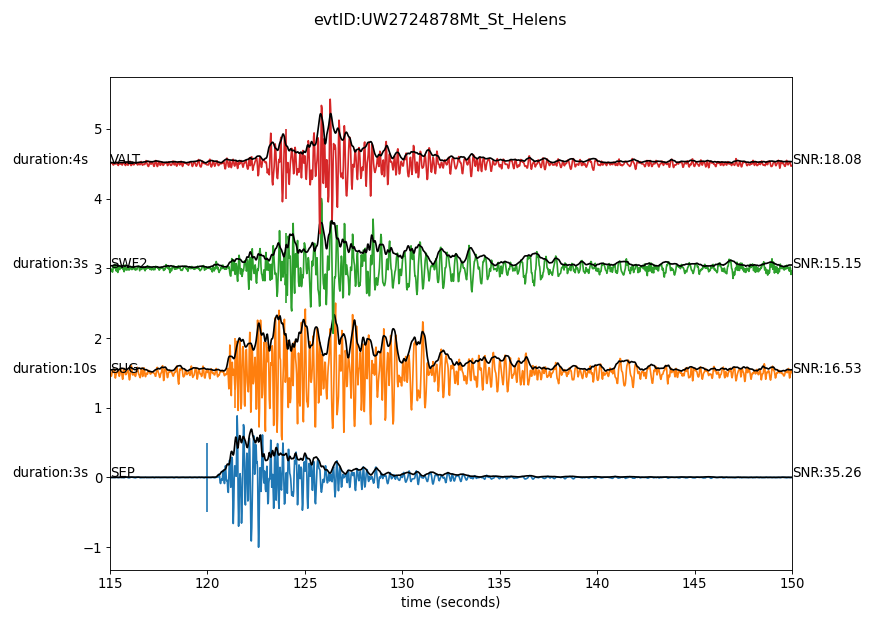 evtID:UW2724878Mt_St_Helens
5
duration:4s VALT SNR:18.08
4
duration:3s 3 SWF2 SNR:15.15
2
duration:10s SUG SNR:16.53
1
duration:3s 0 SEP SNR:35.26
−1
115 120 125 130 135 140 145 150
time (seconds)